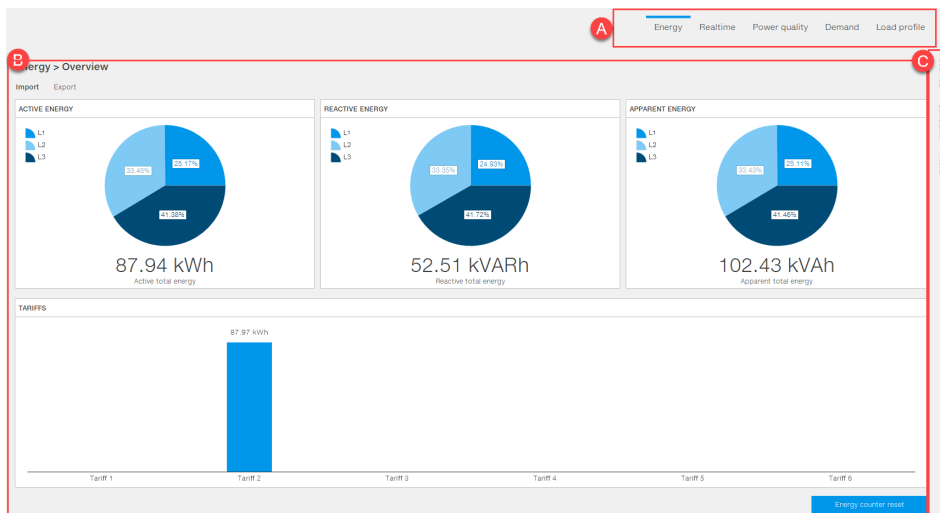 A
Energy Realtime Power quality Demand Load profile
B
C
Energy > Overview
Import Export
ACTIVE ENERGY
L1
L2
L3
33.45%
25.17%
41.38%
87.94 kWh
Active total energy
REACTIVE ENERGY
L1
L2
L3
33.35%
24.93%
41.72%
52.51 kVARh
Reactive total energy
APPARENT ENERGY
L1
L2
L3
33.43%
25.11%
41.46%
102.43 kVAh
Apparent total energy
TARIFFS
87.97 kWh
Tariff 1 Tariff 2 Tariff 3 Tariff 4 Tariff 5 Tariff 6
Energy counter reset